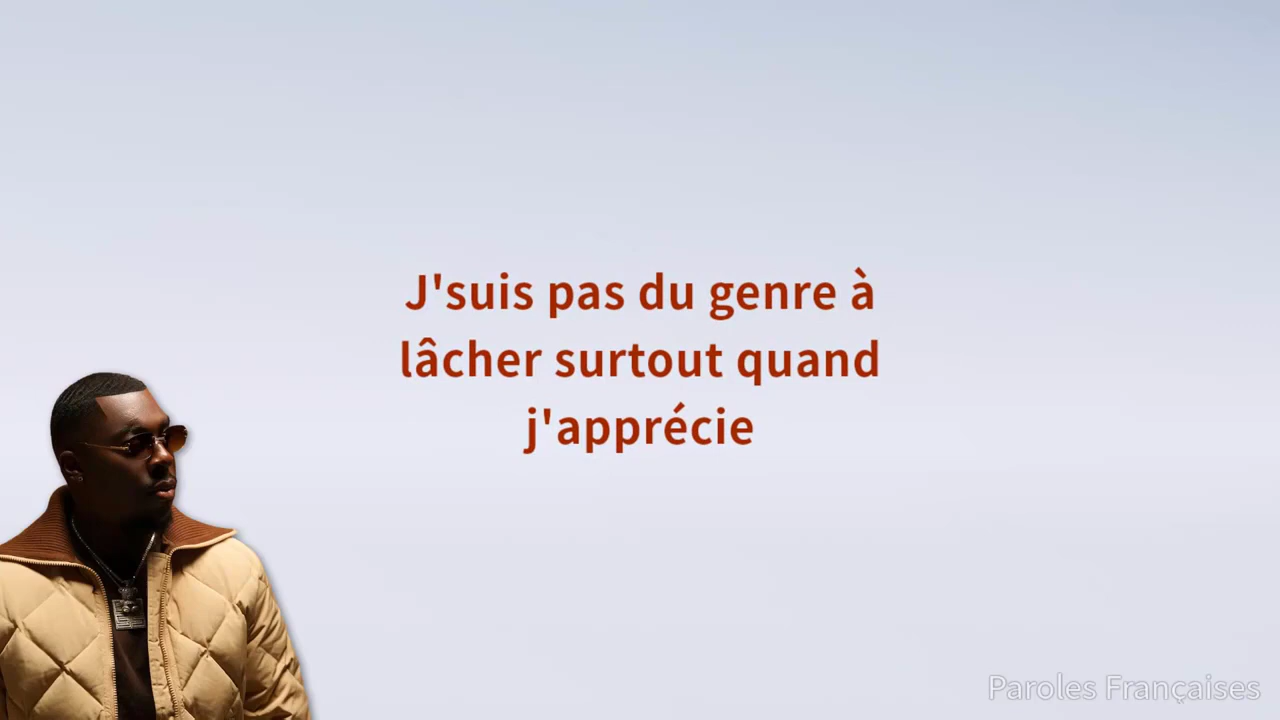 J'suis pas du genre à
lâcher surtout quand
j'apprécie
Paroles Françaises